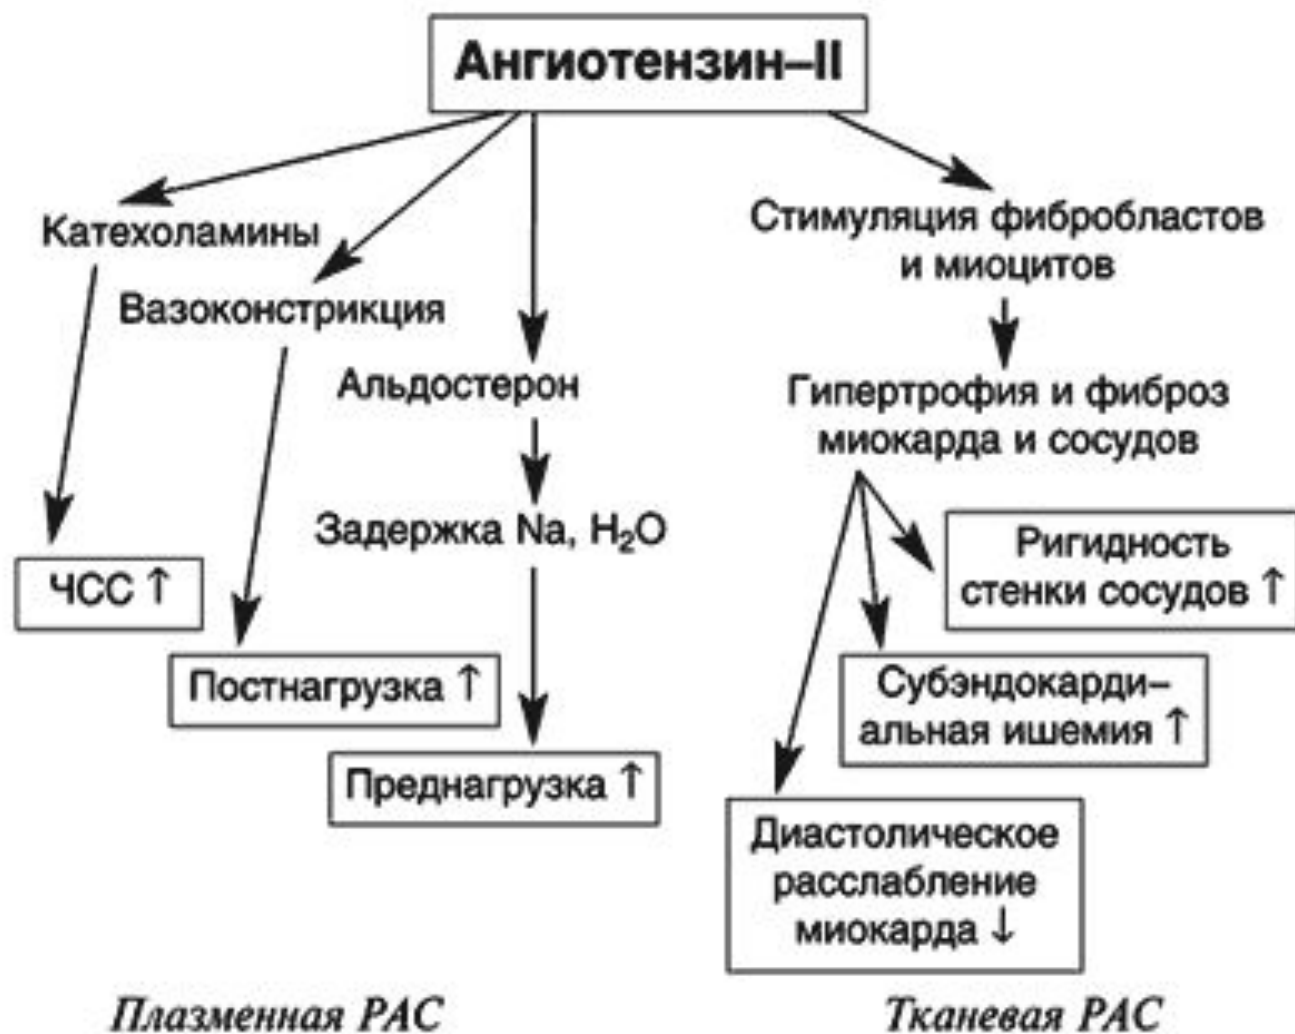 Ангиотензин–II
Катехоламины
Вазоконстрикция
Альдостерон
Задержка Na, H₂O
ЧСС ↑
Постнагрузка ↑
Преднагрузка ↑
Стимуляция фибробластов
и миоцитов
Гипертрофия и фиброз
миокарда и сосудов
Ригидность
стенки сосудов ↑
Субэндокарди–
альная ишемия ↑
Диастолическое
расслабление
миокарда ↓
Плазменная РАС
Тканевая РАС